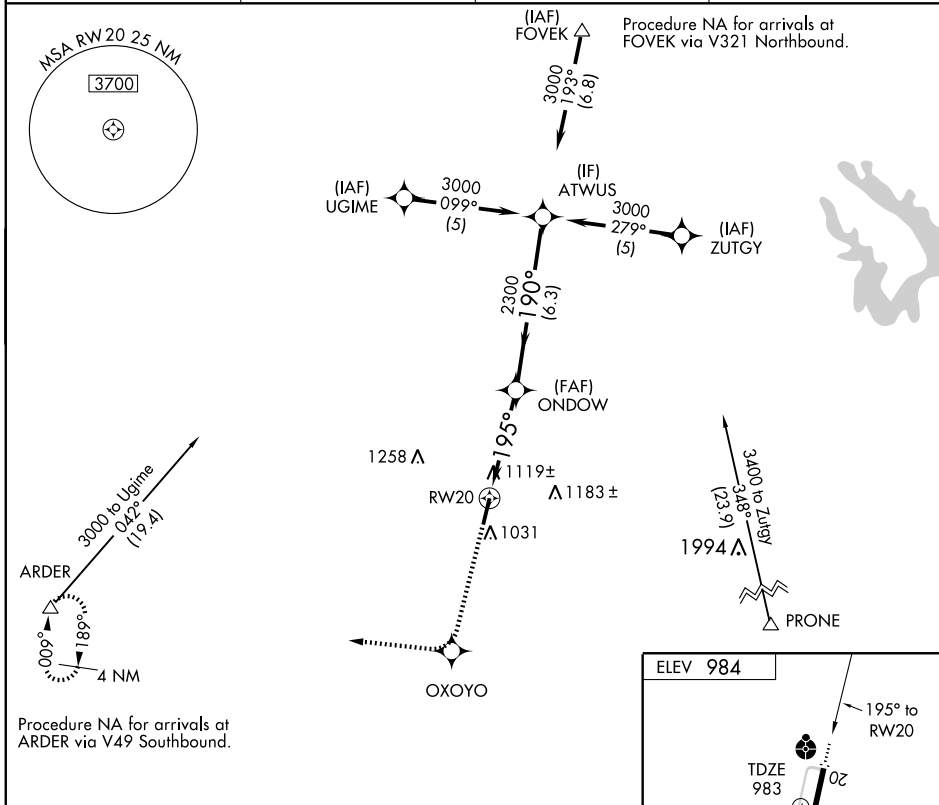 MSA RW20 25 NM
3700
(IAF)
FOVEK
Procedure NA for arrivals at
FOVEK via V321 Northbound.
3000
193°
(6.8)
(IAF)
UGIME
3000
099°
(5)
(IF)
ATWUS
3000
279°
(5)
(IAF)
ZUTGY
2300
190°
(6.3)
(FAF)
ONDOW
195°
1258
1119±
1183±
RW20
1031
3000 to Ugime
042°
(19.4)
ARDER
009°
189°
4 NM
3400 to Zutgy
348°
(23.9)
1994
PRONE
OXOYO
Procedure NA for arrivals at
ARDER via V49 Southbound.
ELEV 984
195° to
RW20
TDZE
983
20